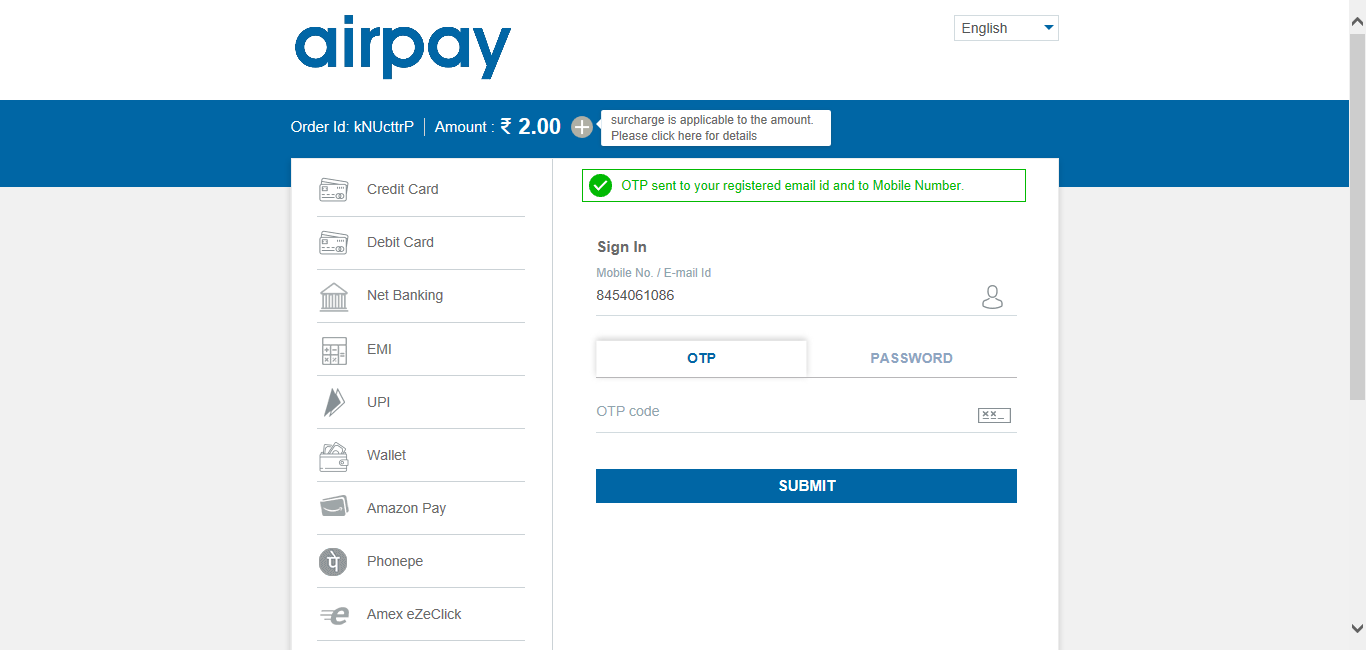 airpay
English
Order Id: kNUcttrP Amount : ₹ 2.00
surcharge is applicable to the amount.
Please click here for details
Credit Card
Debit Card
Net Banking
EMI
UPI
Wallet
Amazon Pay
Phonepe
Amex eZeClick
OTP sent to your registered email id and to Mobile Number.
Sign In
Mobile No. / E-mail Id
8454061086
OTP PASSWORD
OTP code
SUBMIT